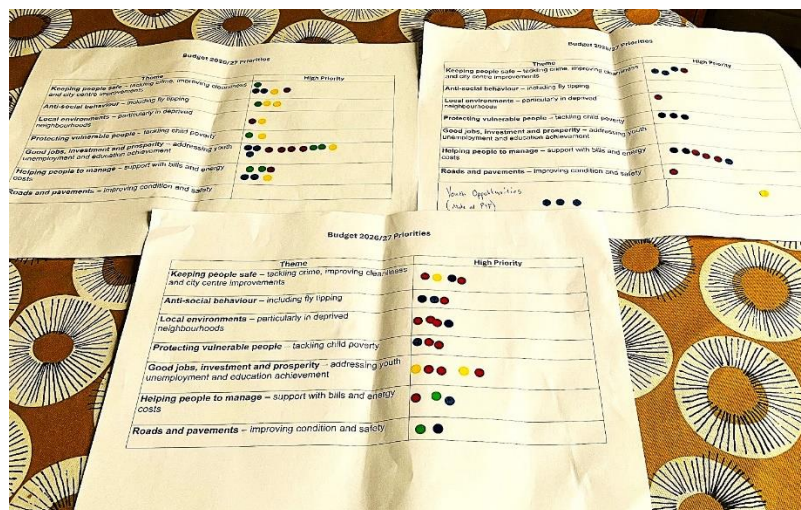 Budget 2026/27 Priorities
Theme
High Priority
Keeping people safe – tackling crime, improving cleanliness
and city centre improvements
Anti-social behaviour – including fly tipping
Local environments – particularly in deprived
neighbourhoods
Protecting vulnerable people – tackling child poverty
Good jobs, investment and prosperity – addressing youth
unemployment and education achievement
Helping people to manage – support with bills and energy
costs
Roads and pavements – improving condition and safety
Budget 2026/27 Priorities
Theme
High Priority
Keeping people safe – tackling crime, improving cleanliness
and city centre improvements
Anti-social behaviour – including fly tipping
Local environments – particularly in deprived
neighbourhoods
Protecting vulnerable people – tackling child poverty
Good jobs, investment and prosperity – addressing youth
unemployment and education achievement
Helping people to manage – support with bills and energy
costs
Roads and pavements – improving condition and safety
Youth Opportunities
Budget 2026/27 Priorities
Theme
High Priority
Keeping people safe – tackling crime, improving cleanliness
and city centre improvements
Anti-social behaviour – including fly tipping
Local environments – particularly in deprived
neighbourhoods
Protecting vulnerable people – tackling child poverty
Good jobs, investment and prosperity – addressing youth
unemployment and education achievement
Helping people to manage – support with bills and energy
costs
Roads and pavements – improving condition and safety